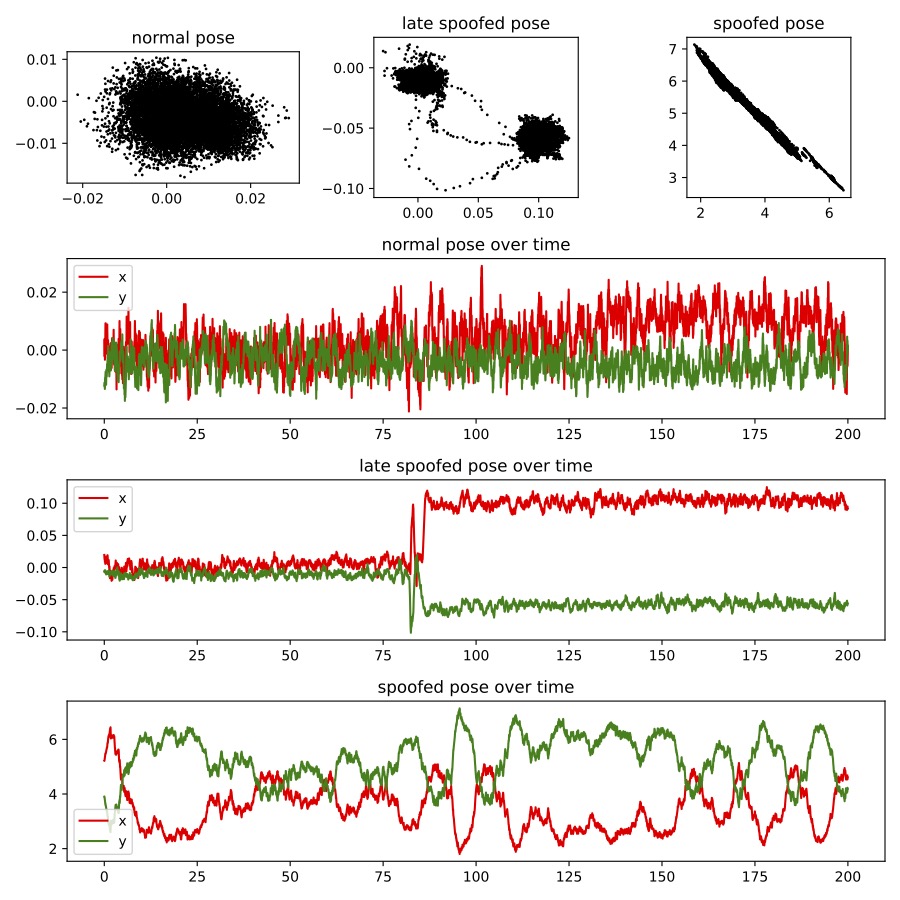 normal pose
late spoofed pose
spoofed pose
0.01
0.00
−0.01
−0.02 0.00 0.02
0.00
−0.05
−0.10
0.00 0.05 0.10
7
6
5
4
3
2 4 6
normal pose over time
x
y
0.02
0.00
−0.02
0 25 50 75 100 125 150 175 200
late spoofed pose over time
x
y
0.10
0.05
0.00
−0.05
−0.10
0 25 50 75 100 125 150 175 200
spoofed pose over time
6
4
2
x
y
0 25 50 75 100 125 150 175 200